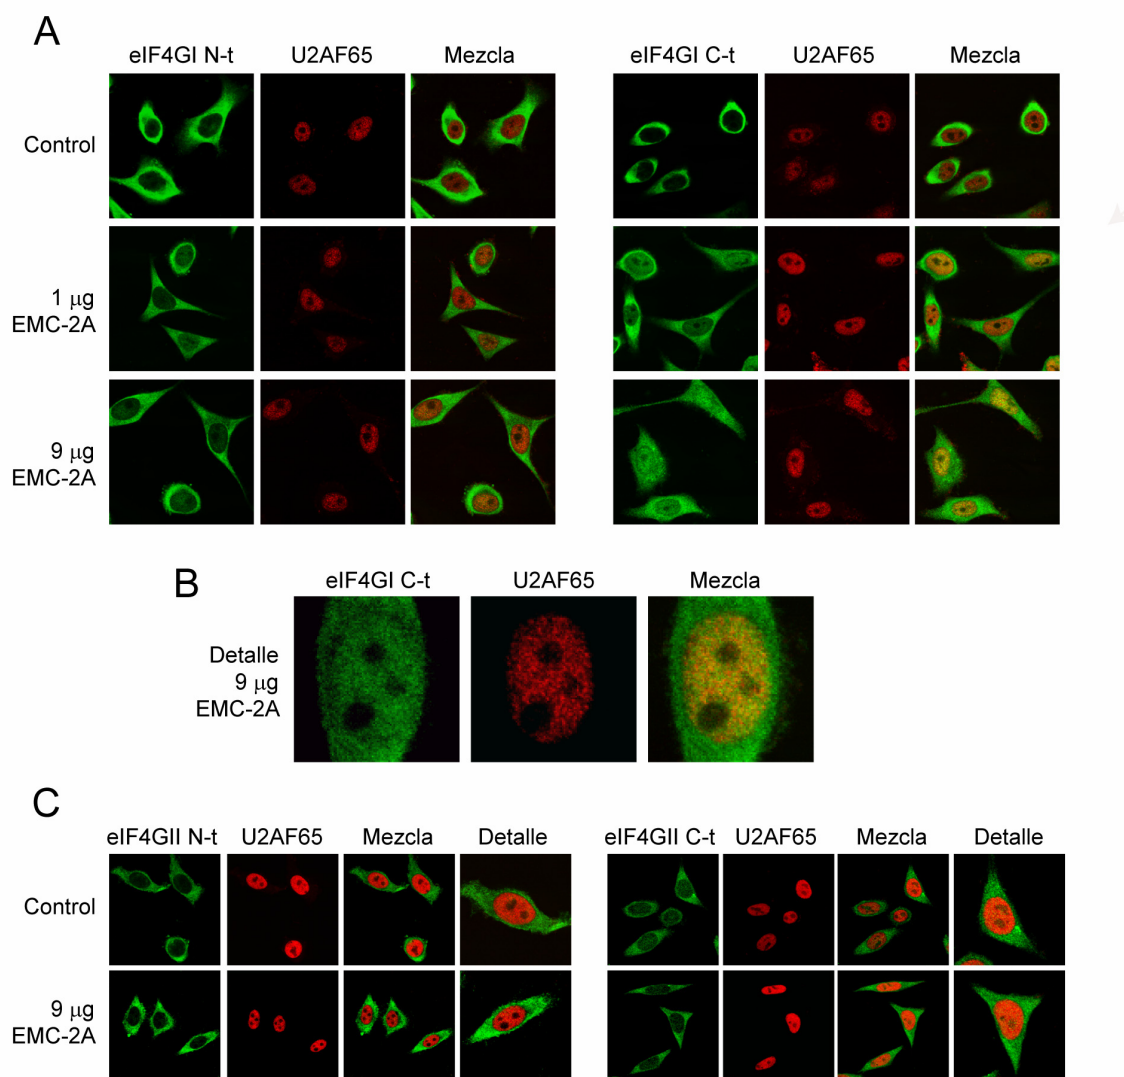 A
eIF4GI N-t U2AF65 Mezcla eIF4GI C-t U2AF65 Mezcla
Control
1 µg
EMC-2A
9 µg
EMC-2A
B
eIF4GI C-t U2AF65 Mezcla
Detalle
9 µg
EMC-2A
C
eIF4GII N-t U2AF65 Mezcla Detalle eIF4GII C-t U2AF65 Mezcla Detalle
Control
9 µg
EMC-2A